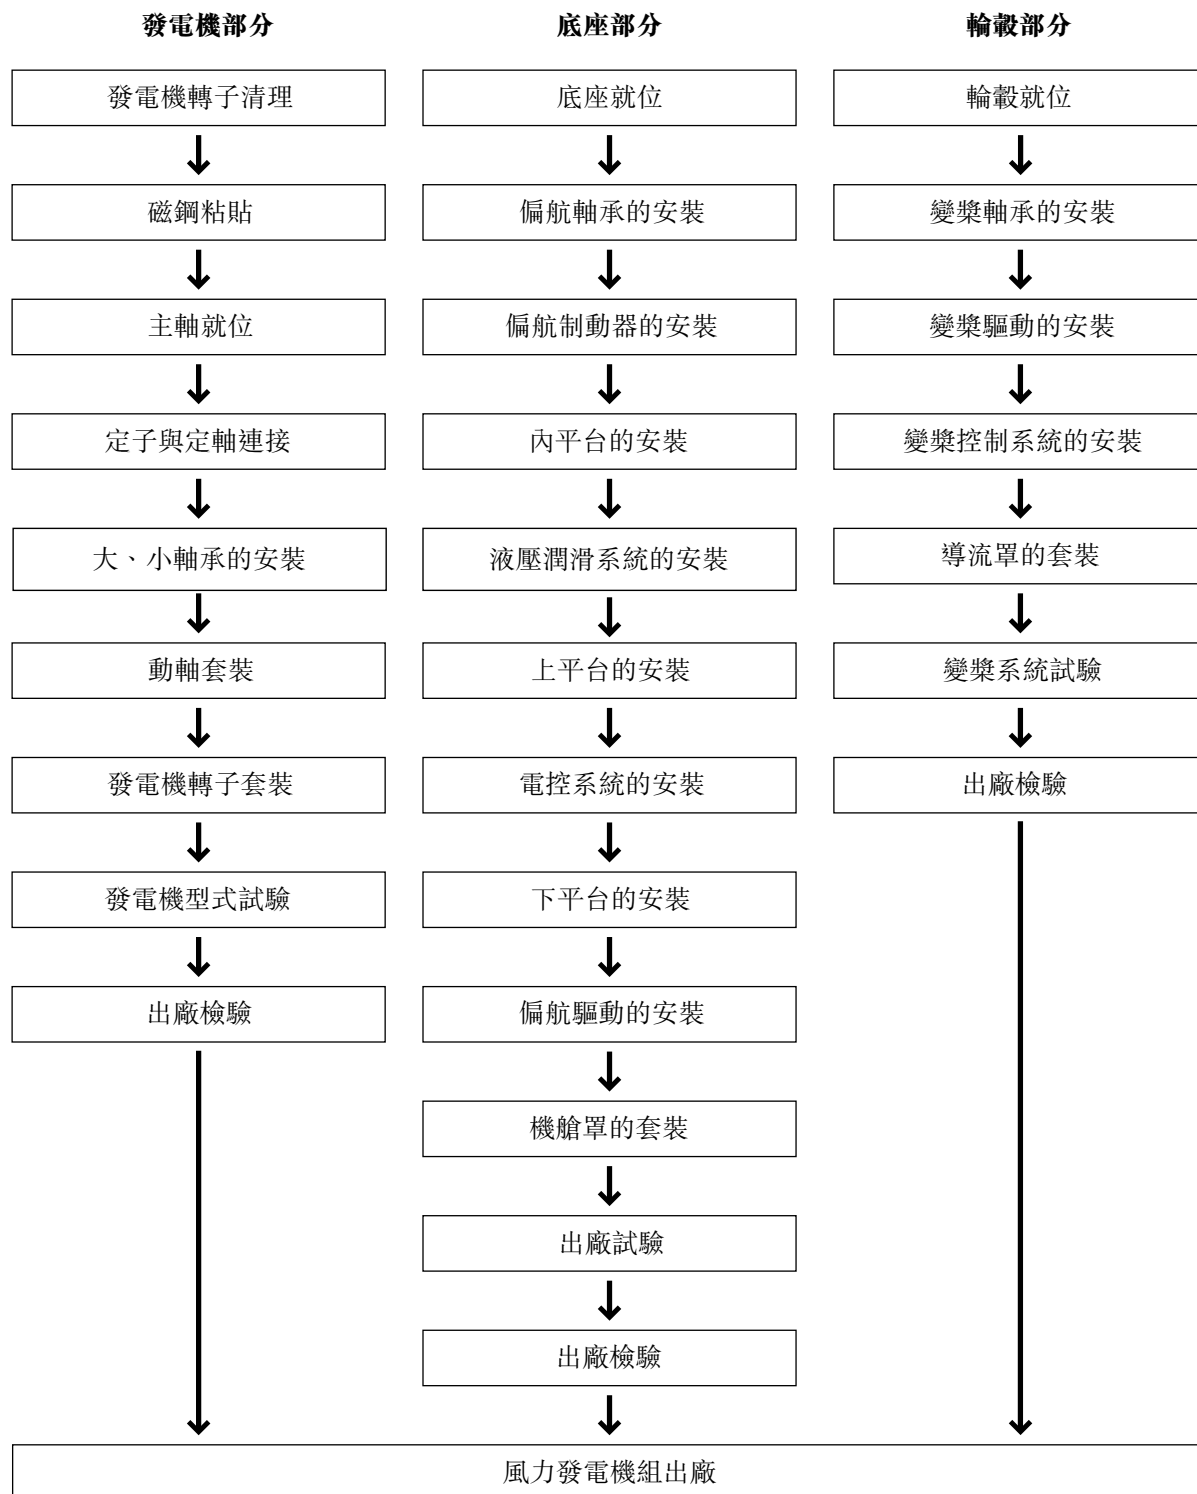 發電機部分
發電機轉子清理
磁鋼粘貼
主軸就位
定子與定軸連接
大、小軸承的安裝
動軸套裝
發電機轉子套裝
發電機型式試驗
出廠檢驗
底座部分
底座就位
偏航軸承的安裝
偏航制動器的安裝
內平台的安裝
液壓潤滑系統的安裝
上平台的安裝
電控系統的安裝
下平台的安裝
偏航驅動的安裝
機艙罩的套裝
出廠試驗
出廠檢驗
輪轂部分
輪轂就位
變槳軸承的安裝
變槳驅動的安裝
變槳控制系統的安裝
導流罩的套裝
變槳系統試驗
出廠檢驗
風力發電機組出廠